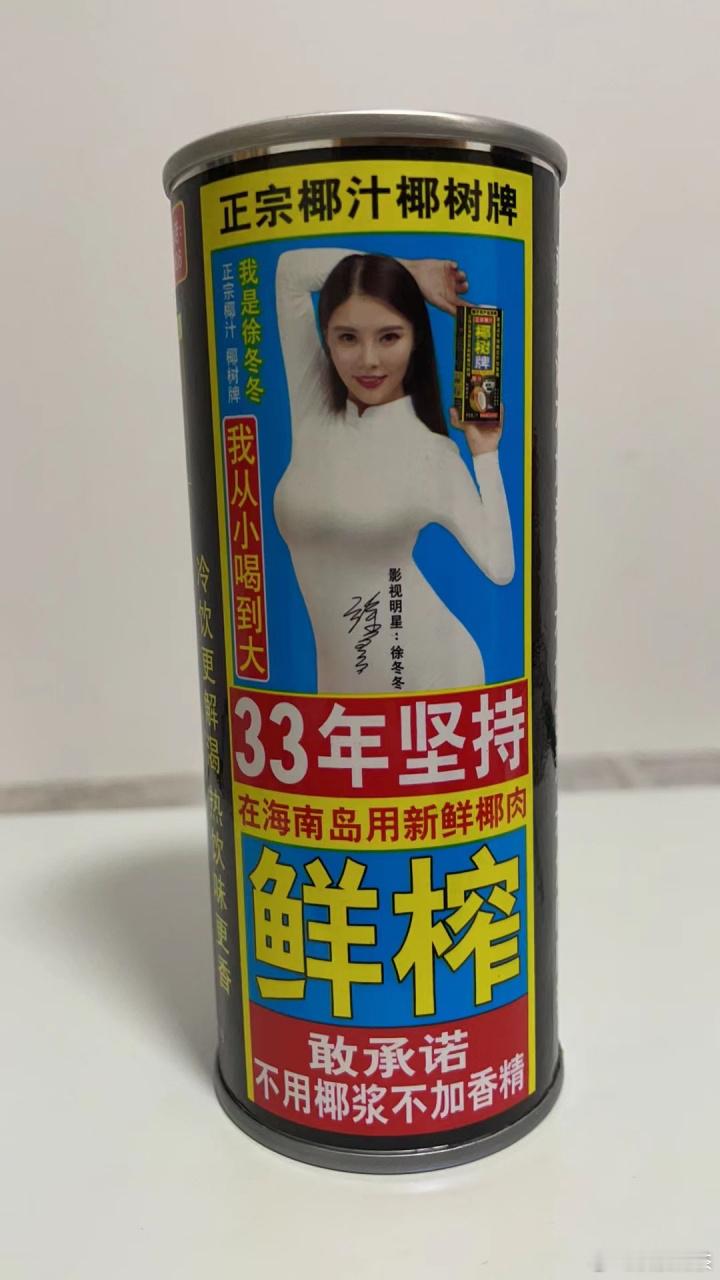 正宗椰汁椰树牌
我是徐冬冬
正宗椰汁 椰树牌
我从小喝到大
椰树牌
影视明星：徐冬冬
33年坚持
在海南岛用新鲜椰肉
鲜榨
敢承诺
不用椰浆不加香精
冷饮更解渴热饮味更香